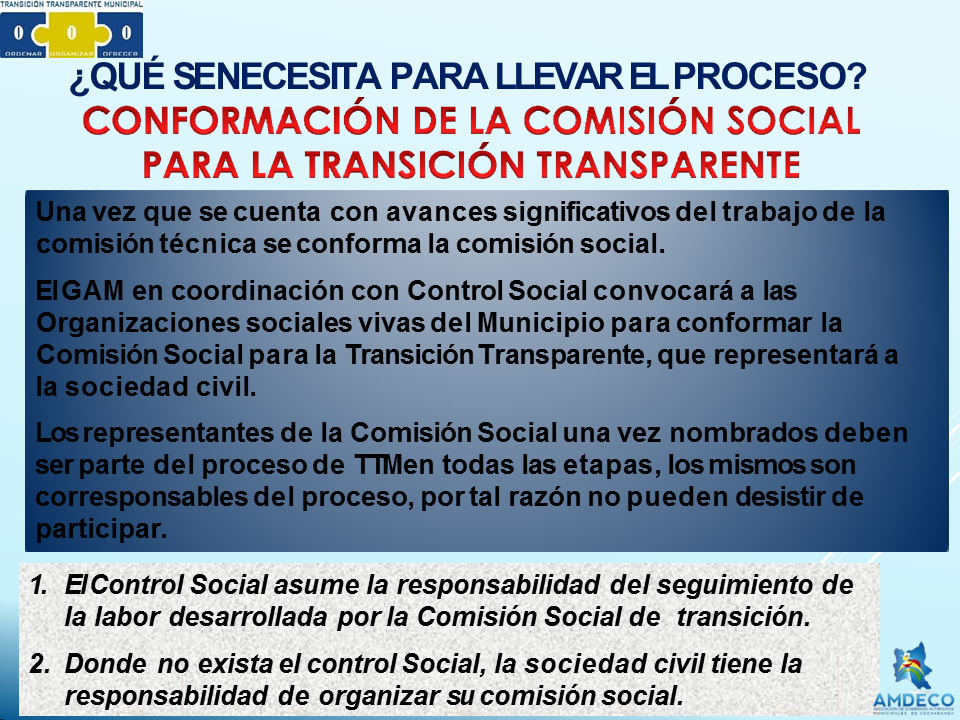 TRANSICIÓN TRANSPARENTE MUNICIPAL
0 0 0
ORDENAR ORGANIZAR OFRECER
¿QUÉ SENECESITA PARA LLEVAR EL PROCESO?
CONFORMACIÓN DE LA COMISIÓN SOCIAL
PARA LA TRANSICIÓN TRANSPARENTE
Una vez que se cuenta con avances significativos del trabajo de la
comisión técnica se conforma la comisión social.
El GAM en coordinación con Control Social convocará a las
Organizaciones sociales vivas del Municipio para conformar la
Comisión Social para la Transición Transparente, que representará a
la sociedad civil.
Los representantes de la Comisión Social una vez nombrados deben
ser parte del proceso de TTM en todas las etapas, los mismos son
corresponsables del proceso, por tal razón no pueden desistir de
participar.
1. El Control Social asume la responsabilidad del seguimiento de
la labor desarrollada por la Comisión Social de transición.
2. Donde no exista el control Social, la sociedad civil tiene la
responsabilidad de organizar su comisión social.
AMDECO
ASOCIACIÓN DE GOBIERNOS AUTÓNOMOS
MUNICIPALES DE COCHABAMBA